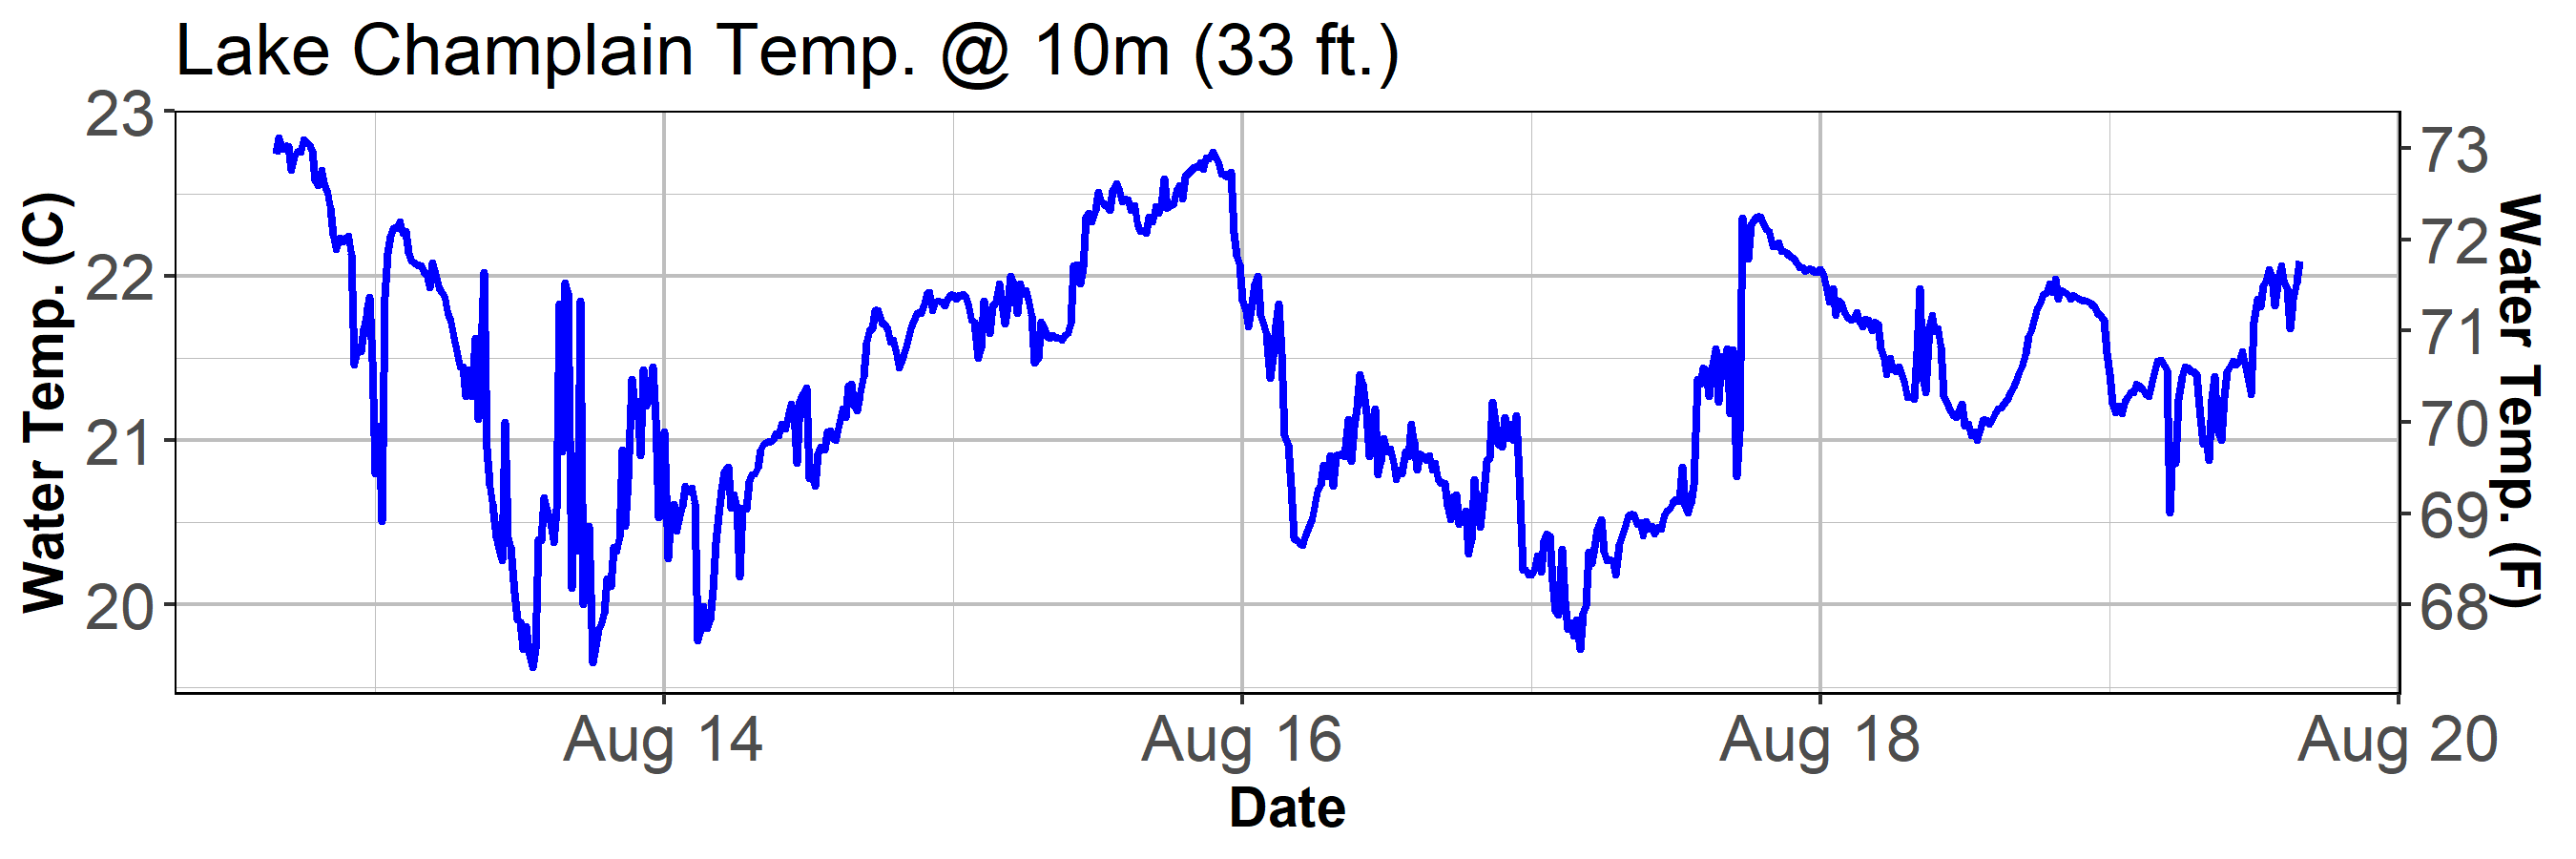 Lake Champlain Temp. @ 10m (33 ft.)
23
22
21
20
Water Temp. (C)
73
72
71
70
69
68
Water Temp. (F)
Aug 14
Aug 16
Aug 18
Aug 20
Date